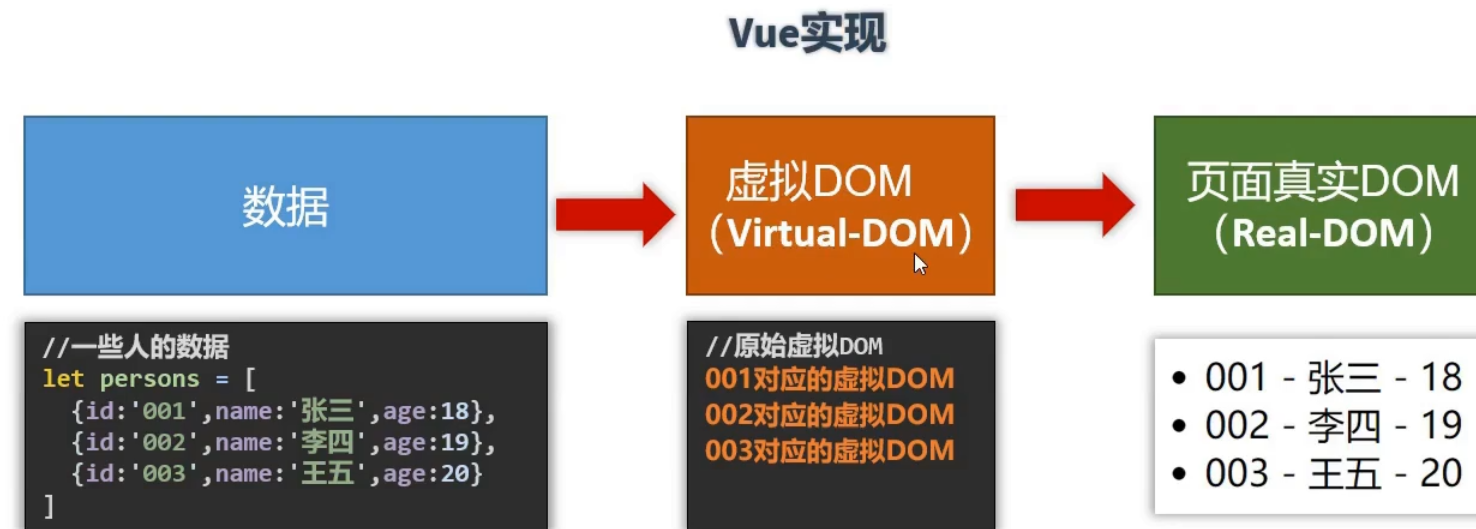 Vue实现
数据
虚拟DOM
（Virtual-DOM）
页面真实DOM
（Real-DOM）
//一些人的数据
let persons = [
{id:'001',name:'张三',age:18},
{id:'002',name:'李四',age:19},
{id:'003',name:'王五',age:20}
]
//原始虚拟DOM
001对应的虚拟DOM
002对应的虚拟DOM
003对应的虚拟DOM
• 001 - 张三 - 18
• 002 - 李四 - 19
• 003 - 王五 - 20